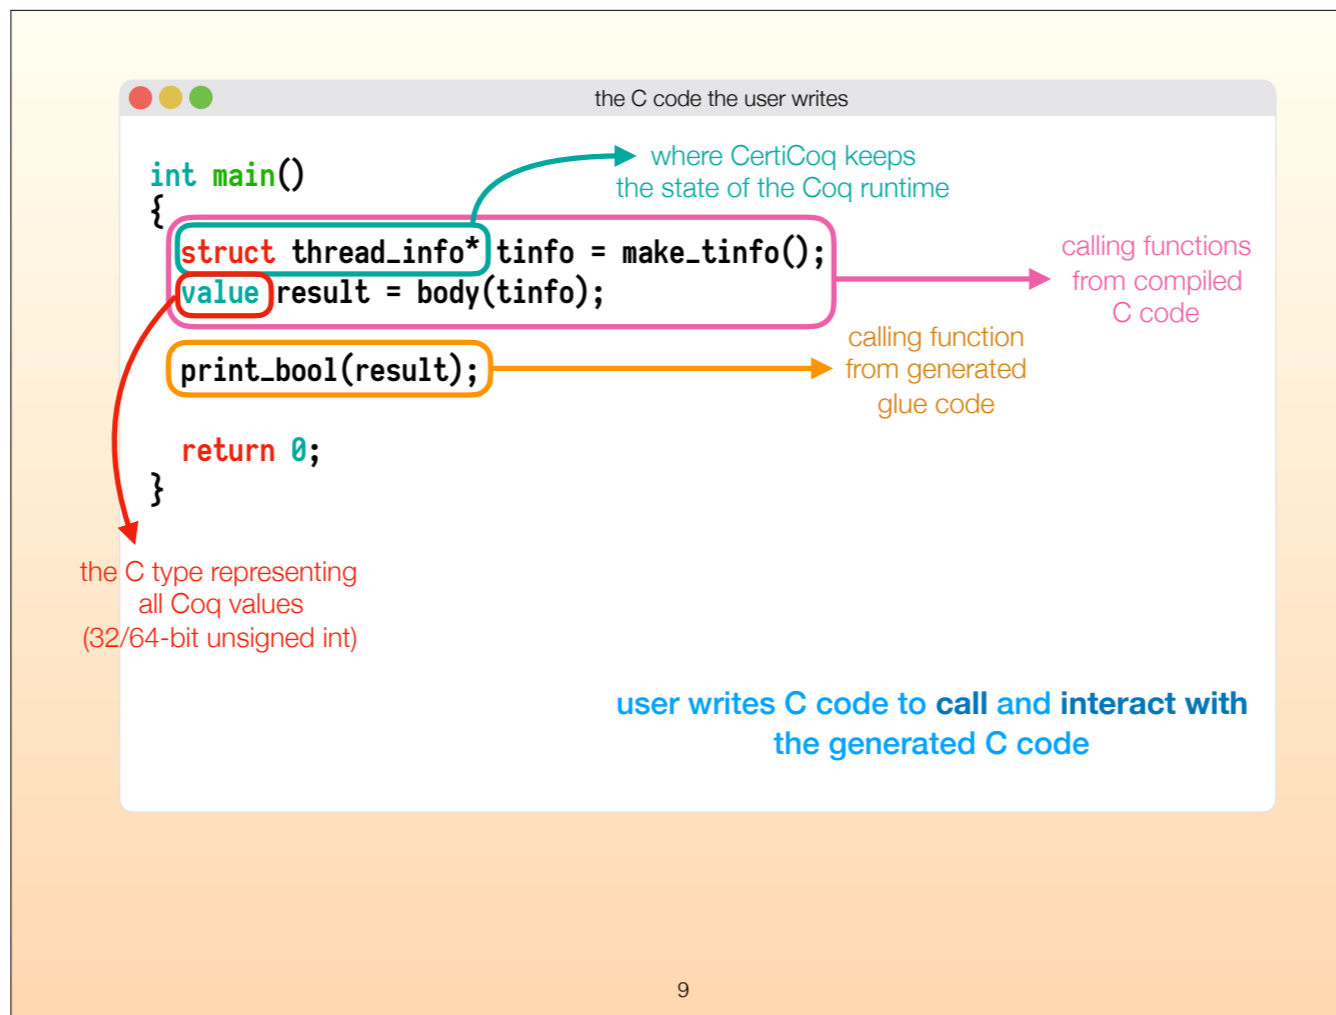 the C code the user writes
int main()
{
struct thread_info* tinfo = make_tinfo();
value result = body(tinfo);
print_bool(result);
return 0;
}
where CertiCoq keeps
the state of the Coq runtime
calling functions
from compiled
C code
calling function
from generated
glue code
the C type representing
all Coq values
(32/64-bit unsigned int)
user writes C code to call and interact with
the generated C code
9